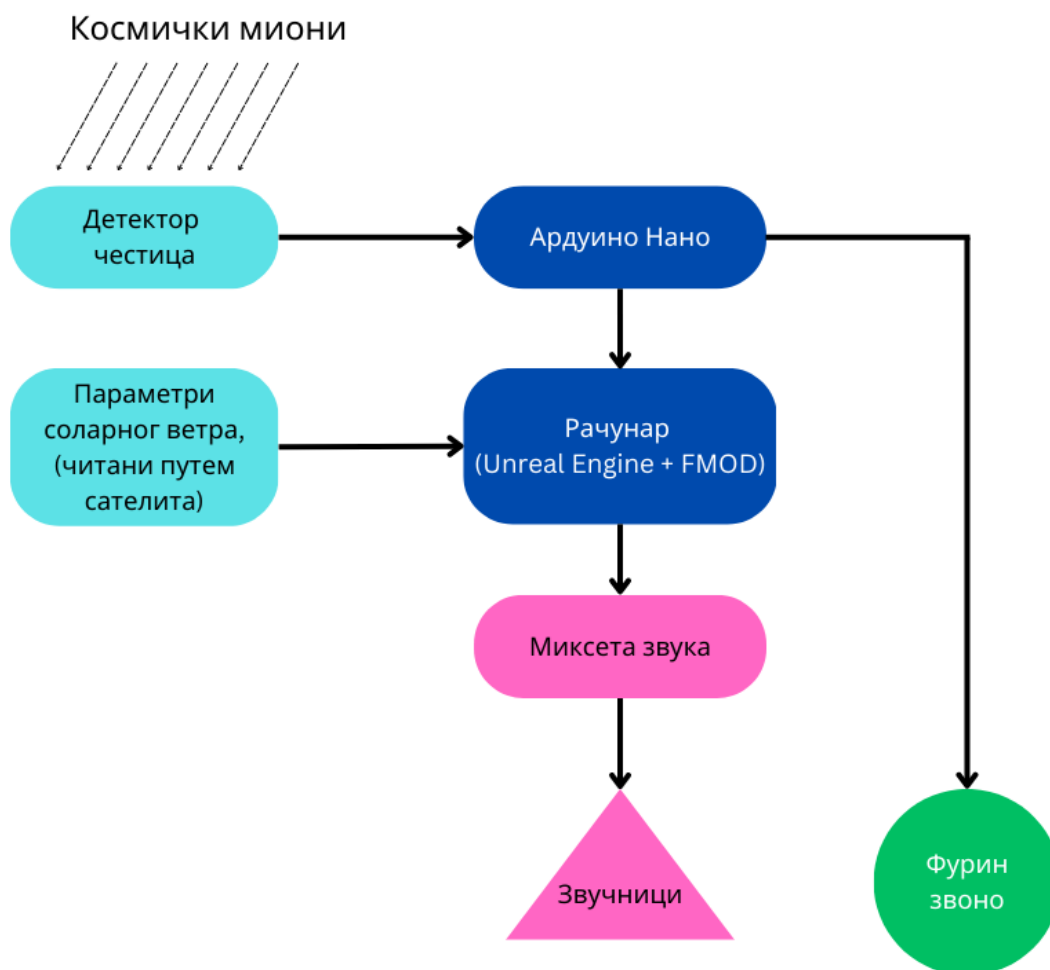 Космички миони
Детектор
честица
Ардуино Нано
Параметри
соларног ветра,
(читани путем
сателита)
Рачунар
(Unreal Engine + FMOD)
Миксета звука
Звучници
Фурин
звоно